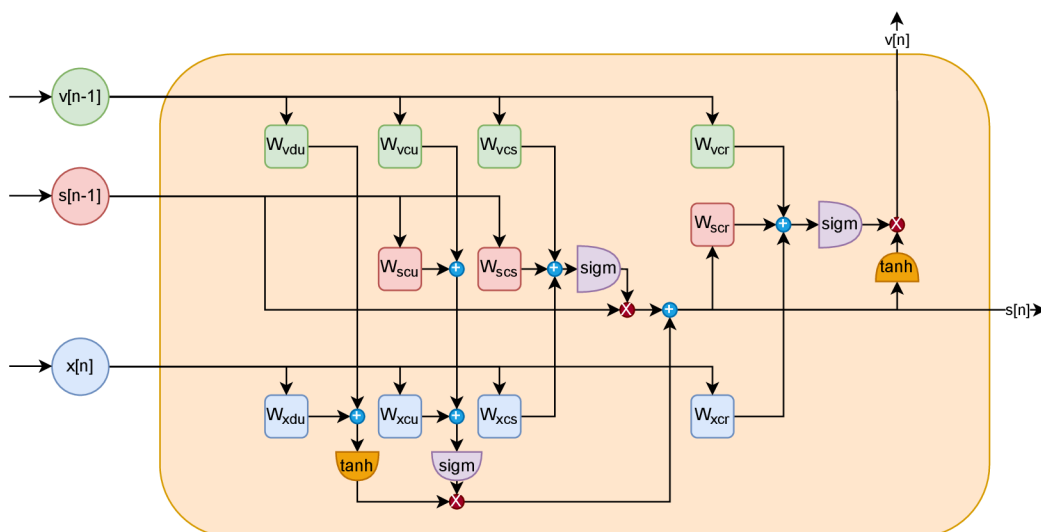 v[n]
v[n-1]
Wvdu
Wvcu
Wvcs
Wvcr
s[n-1]
Wscr
sigm
Wscu
Wscs
sigm
tanh
s[n]
x[n]
Wxdu
Wxcu
Wxcs
Wxcr
tanh
sigm